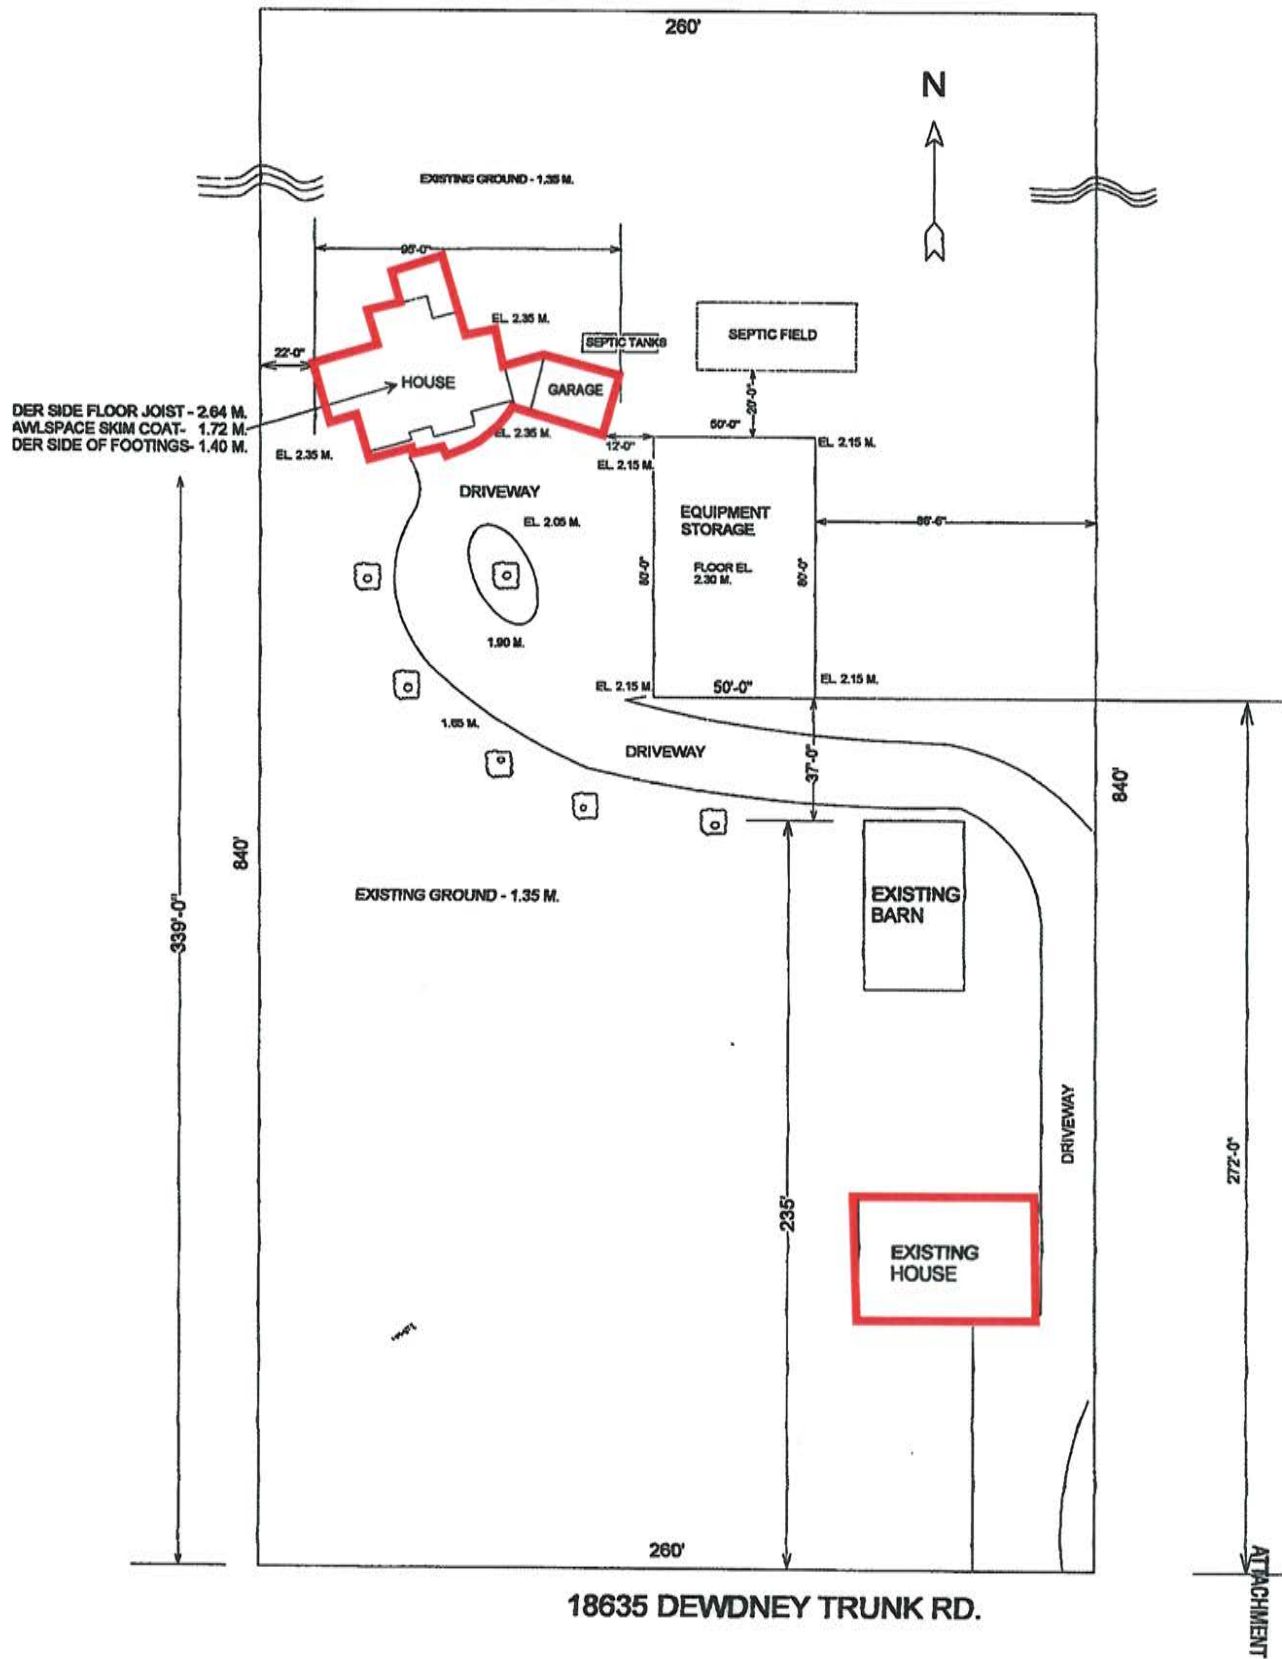 260'
N
EXISTING GROUND - 1.35 M.
95'-0"
EL. 2.35 M.
SEPTIC TANKS
SEPTIC FIELD
22'-0"
HOUSE
GARAGE
DER SIDE FLOOR JOIST - 2.64 M.
AWLSPACE SKIM COAT- 1.72 M.
DER SIDE OF FOOTINGS- 1.40 M.
20'-0"
50'-0"
EL. 2.35 M.
EL. 2.35 M.
12'-0"
EL. 2.15 M.
EL. 2.15 M.
DRIVEWAY
EL. 2.05 M.
EQUIPMENT
STORAGE
FLOOR EL.
2.30 M.
80'-0"
80'-0"
1.90 M.
EL. 2.15 M.
50'-0"
EL. 2.15 M.
1.65 M.
DRIVEWAY
37'-0"
840'
840'
339'-0"
EXISTING GROUND - 1.35 M.
EXISTING
BARN
DRIVEWAY
272'-0"
235'
EXISTING
HOUSE
260'
18635 DEWDNEY TRUNK RD.
ATTACHMENT